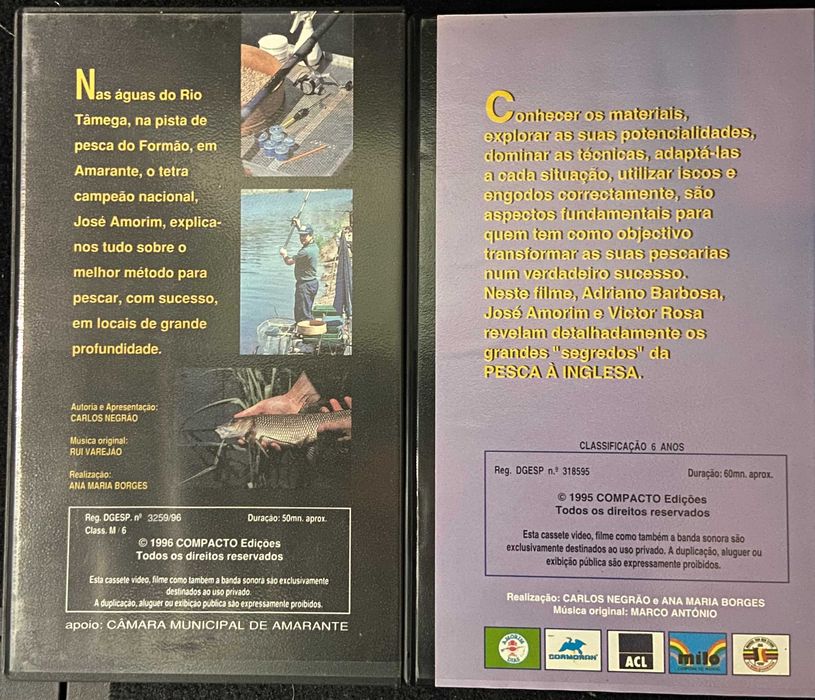 Nas águas do Rio
Tâmega, na pista de
pesca do Formão, em
Amarante, o tetra
campeão nacional,
José Amorim, explica-
nos tudo sobre o
melhor método para
pescar, com sucesso,
em locais de grande
profundidade.
Autoria e Apresentação:
CARLOS NEGRÃO
Musica original:
RUI VAREJÃO
Realização:
ANA MARIA BORGES
Reg. DGESP. nº 3259/96 Duração: 50mn. aprox.
Class. M / 6
© 1996 COMPACTO Edições
Todos os direitos reservados
Esta cassete video, filme como tambem a banda sonora são exclusivamente
destinados ao uso privado.
A duplicação, aluguer ou exibição pública são expressamente proibidos.
apoio: CÂMARA MUNICIPAL DE AMARANTE
Conhecer os materiais,
explorar as suas potencialidades,
dominar as técnicas, adaptá-las
a cada situação, utilizar iscos e
engodos correctamente, são
aspectos fundamentais para
quem tem como objectivo
transformar as suas pescarias
num verdadeiro sucesso.
Neste filme, Adriano Barbosa,
José Amorim e Victor Rosa
revelam detalhadamente os
grandes "segredos" da
PESCA À INGLESA.
CLASSIFICAÇÃO 6 ANOS
Reg. DGESP n.º 318595 Duração: 60mn. aprox.
© 1995 COMPACTO Edições
Todos os direitos reservados
Esta cassete video, filme como também a banda sonora são
exclusivamente destinados ao uso privado. A duplicação, aluguer ou
exibição pública são expressamente proibidos.
Realização: CARLOS NEGRÃO e ANA MARIA BORGES
Música original: MARCO ANTÓNIO
AMORIM
DIAS
CORMORAN
ACL
milo